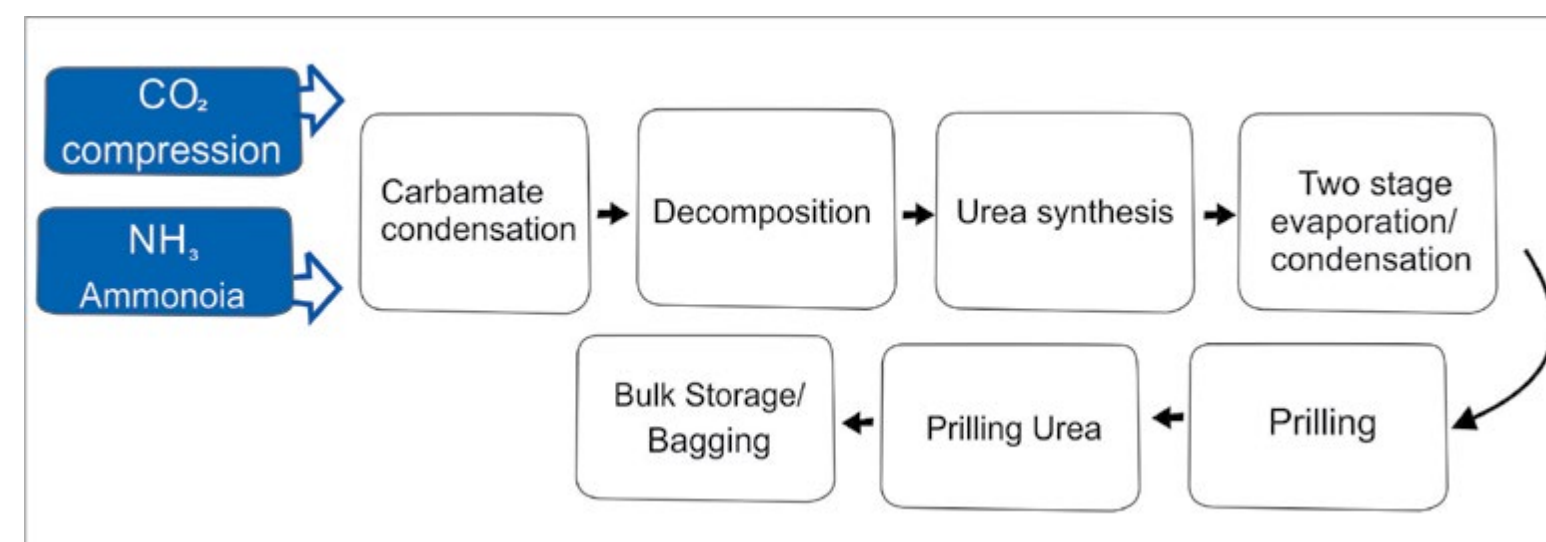 CO₂
compression
NH₃
Ammonoia
Carbamate
condensation
Decomposition
Urea synthesis
Two stage
evaporation/
condensation
Prilling
Prilling Urea
Bulk Storage/
Bagging